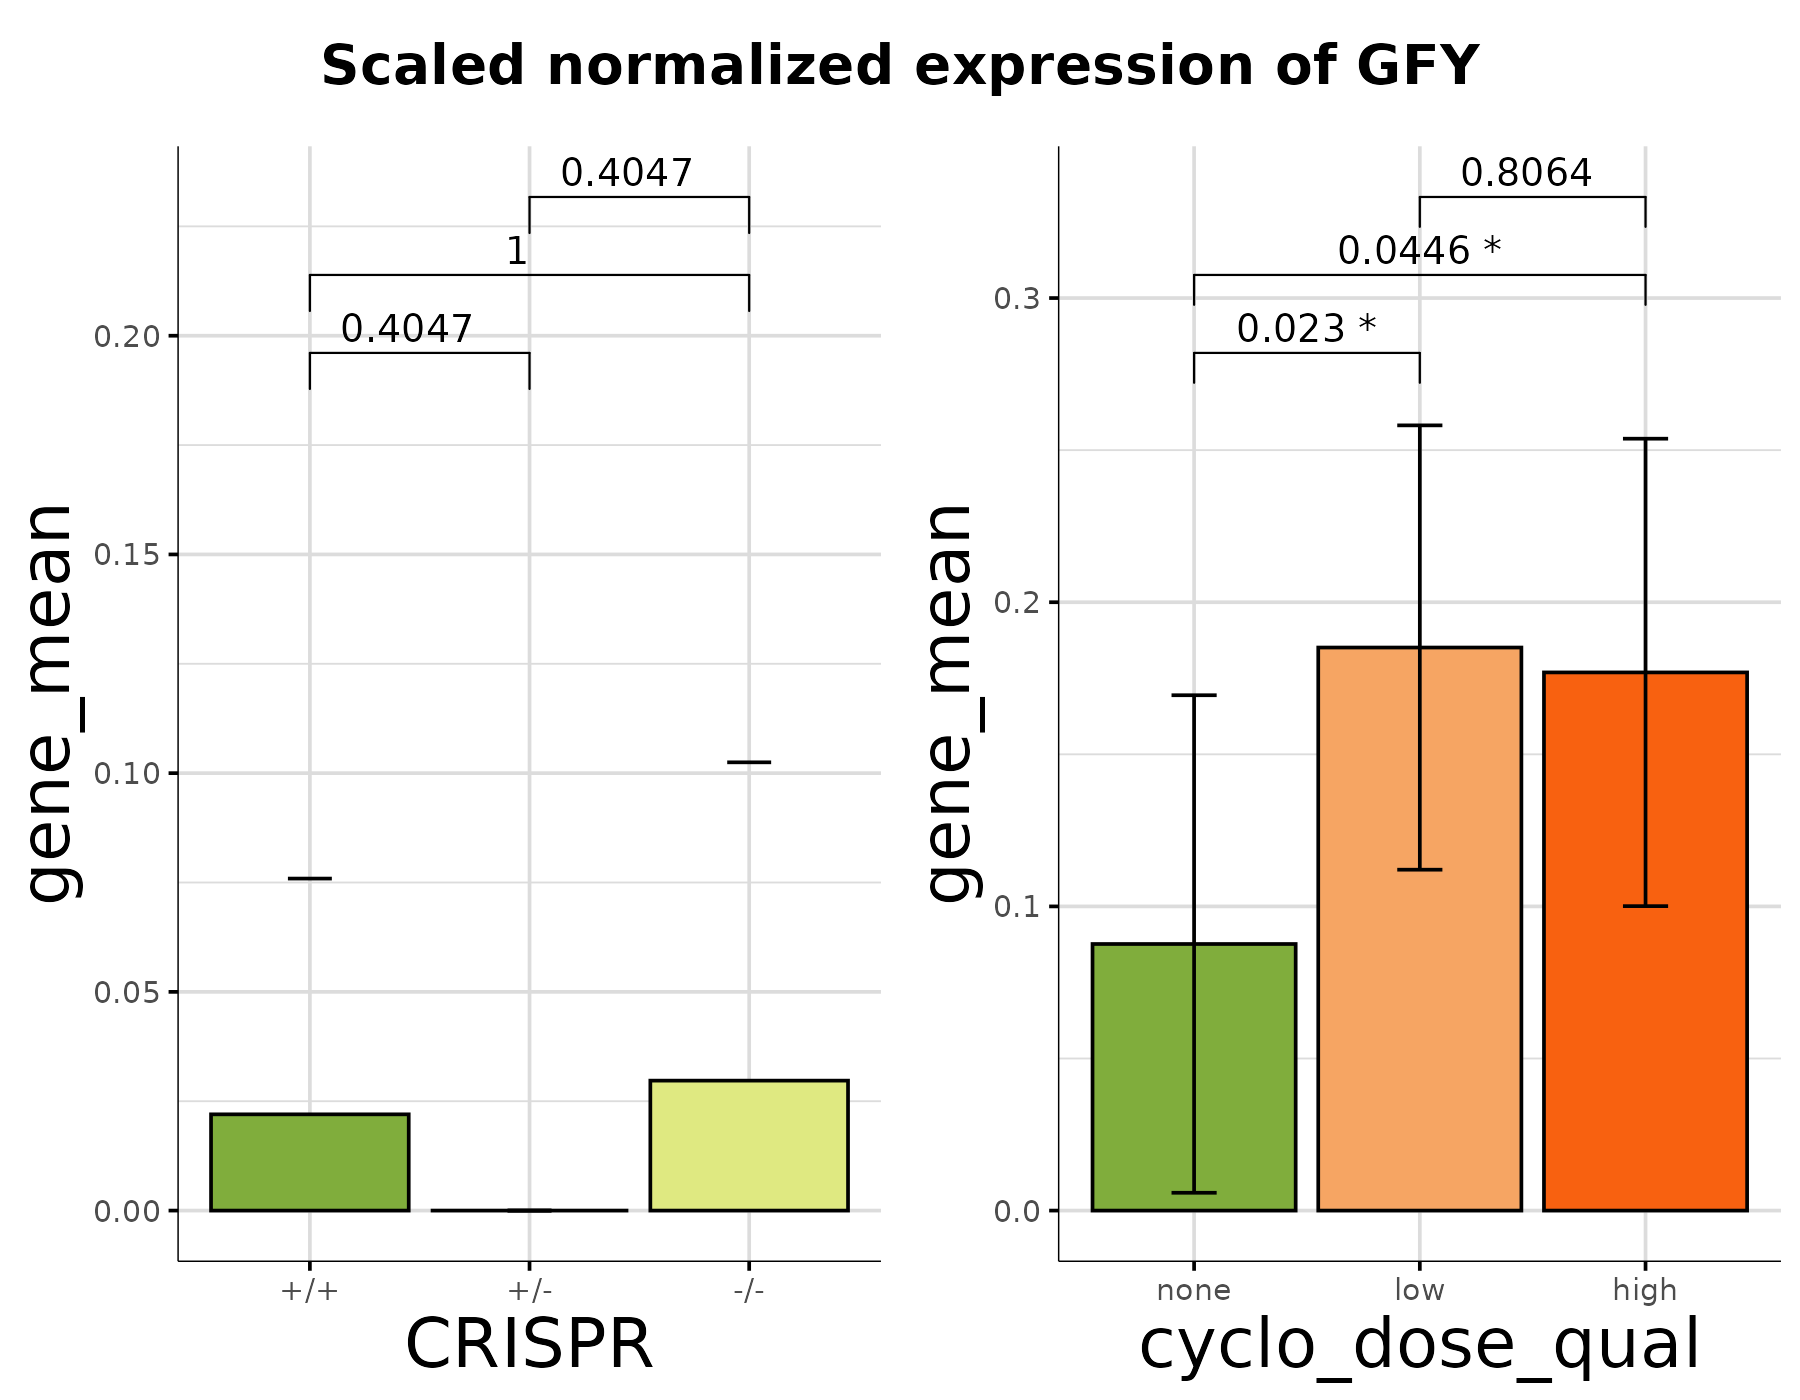 Scaled normalized expression of GFY
gene_mean
0.4047
1
0.4047
0.20
0.15
0.10
0.05
0.00
+/+ +/- -/-
CRISPR
gene_mean
0.8064
0.0446 *
0.023 *
0.3
0.2
0.1
0.0
none low high
cyclo_dose_qual